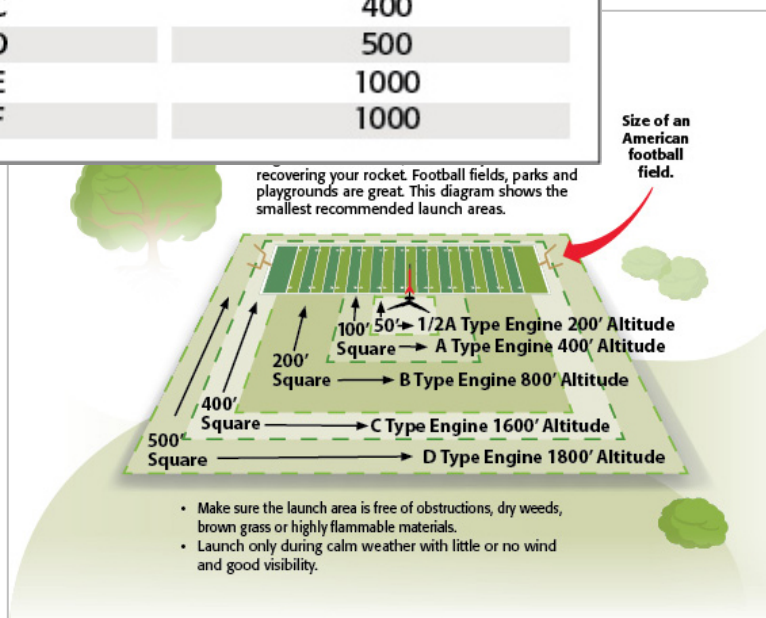 C 400
D 500
E 1000
F 1000
Size of an
American
football
field.
recovering your rocket. Football fields, parks and
playgrounds are great. This diagram shows the
smallest recommended launch areas.
50' 1/2A Type Engine 200' Altitude
100'
Square A Type Engine 400' Altitude
200'
Square B Type Engine 800' Altitude
400'
Square C Type Engine 1600' Altitude
500'
Square D Type Engine 1800' Altitude
• Make sure the launch area is free of obstructions, dry weeds,
brown grass or highly flammable materials.
• Launch only during calm weather with little or no wind
and good visibility.